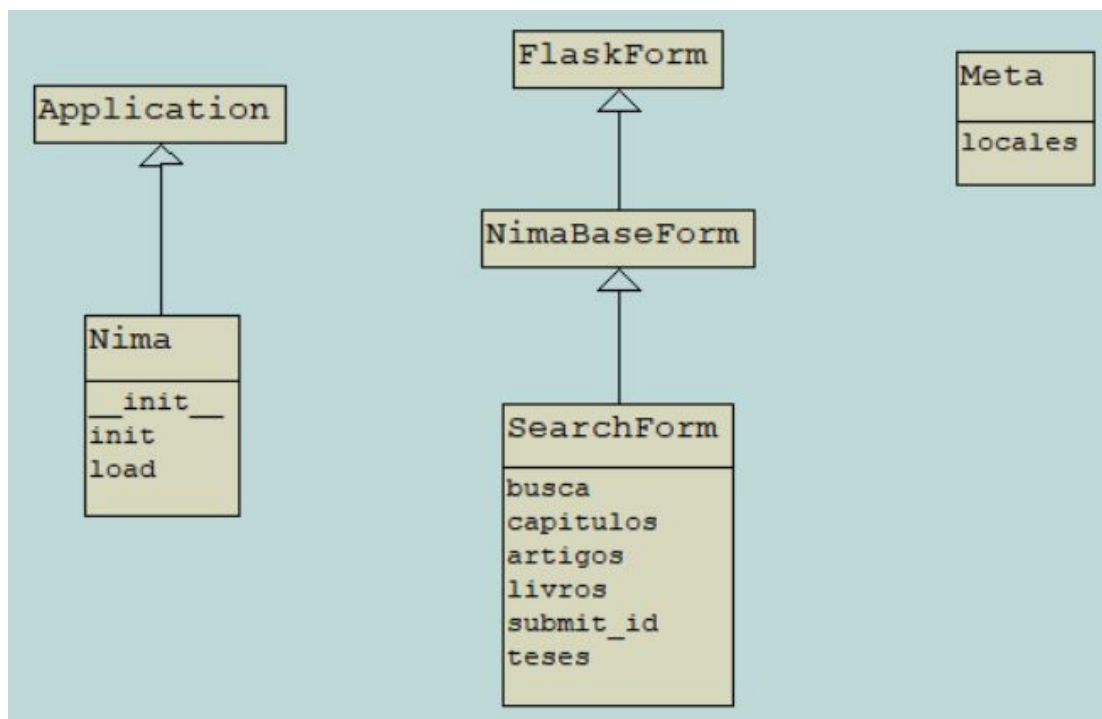 Application
Nima
__init__
init
load
FlaskForm
NimaBaseForm
SearchForm
busca
capitulos
artigos
livros
submit_id
teses
Meta
locales